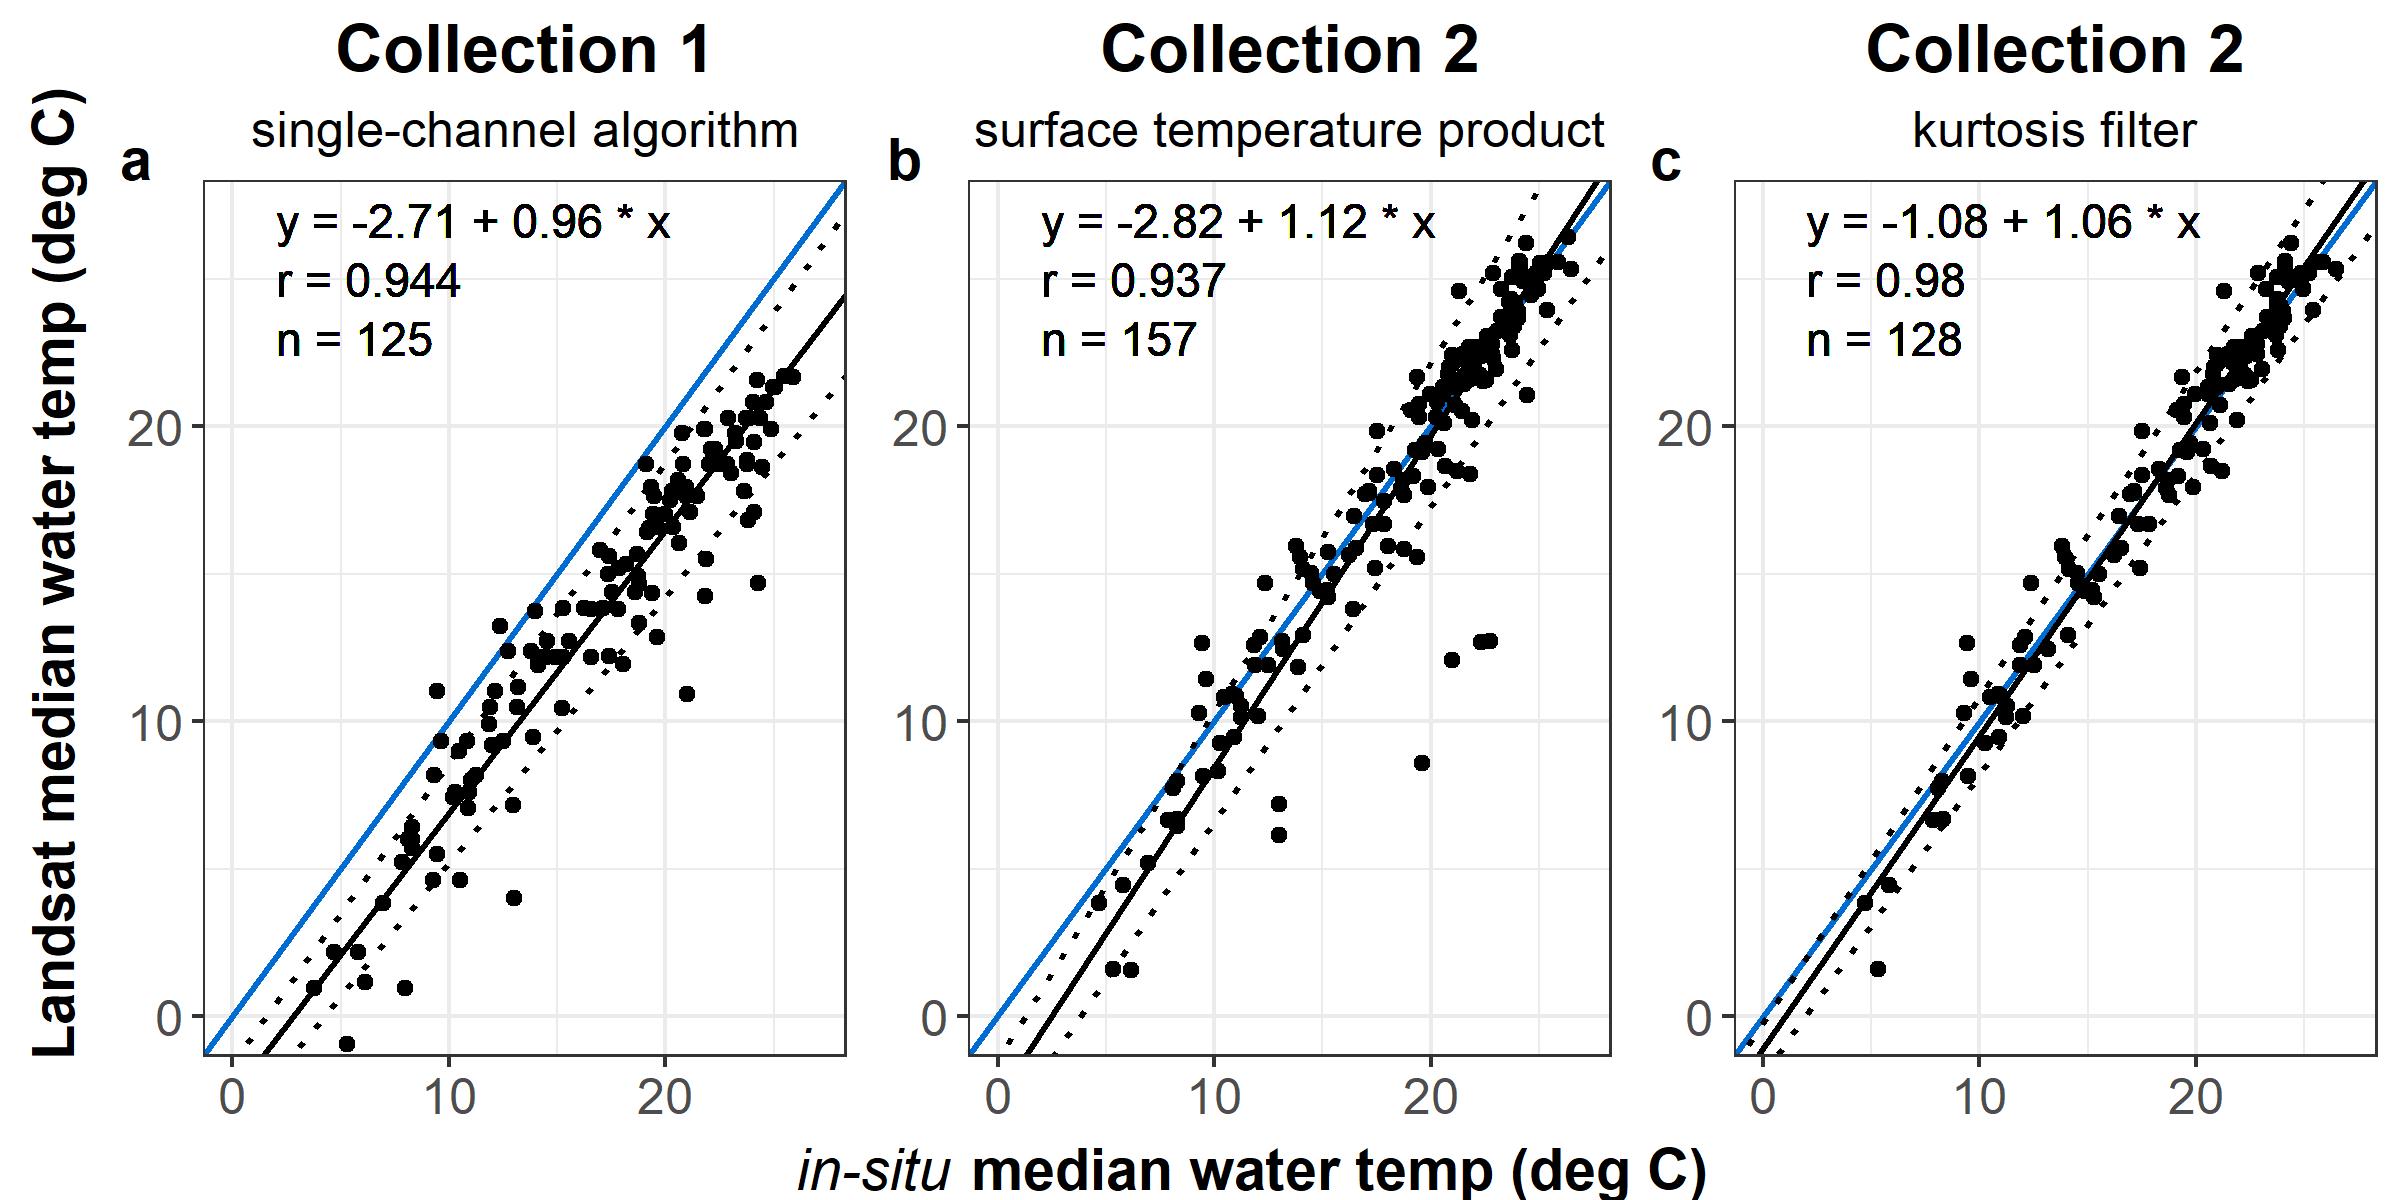 Collection 1
single-channel algorithm
a
y = -2.71 + 0.96 * x
r = 0.944
n = 125
Collection 2
surface temperature product
b
y = -2.82 + 1.12 * x
r = 0.937
n = 157
Collection 2
kurtosis filter
c
y = -1.08 + 1.06 * x
r = 0.98
n = 128
Landsat median water temp (deg C)
20
10
0
0 10 20
20
10
0
0 10 20
20
10
0
0 10 20
in-situ median water temp (deg C)